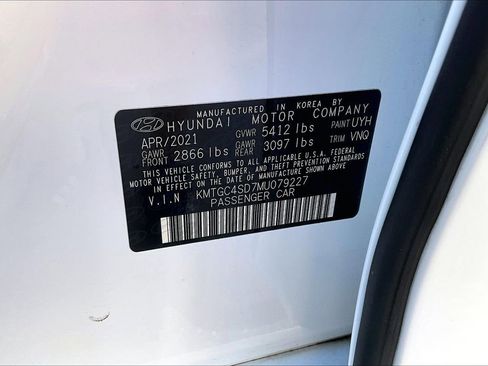 MANUFACTURED IN KOREA BY
HYUNDAI MOTOR COMPANY
APR/2021 GVWR 5412 lbs PAINT UYH
GAWR FRONT 2866 lbs GAWR REAR 3097 lbs TRIM VNQ
THIS VEHICLE CONFORMS TO ALL APPLICABLE U.S.A. FEDERAL
MOTOR VEHICLE SAFETY, BUMPER, AND THEFT PREVENTION
STANDARDS IN EFFECT ON THE DATE OF MANUFACTURE SHOWN ABOVE.
V.I.N KMTGC4SD7MU079227
PASSENGER CAR